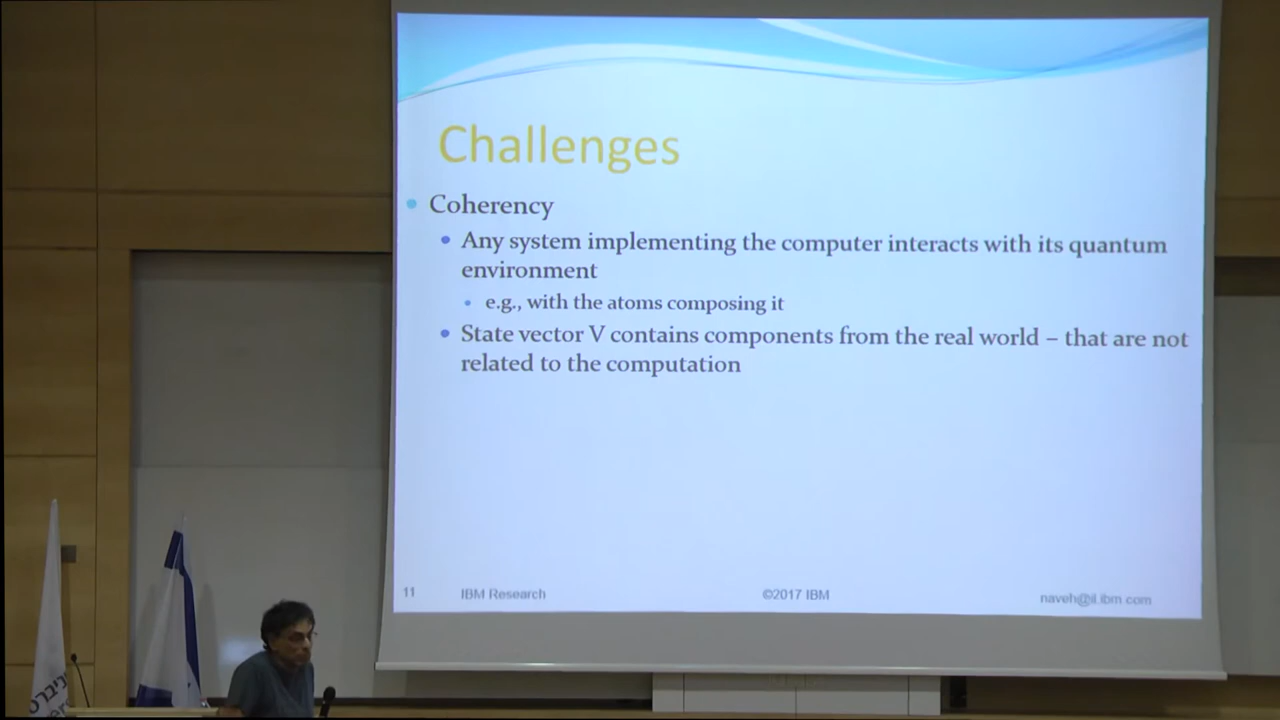 Challenges
Coherency
Any system implementing the computer interacts with its quantum
environment
e.g., with the atoms composing it
State vector V contains components from the real world – that are not
related to the computation
11 IBM Research ©2017 IBM naveh@il.ibm.com